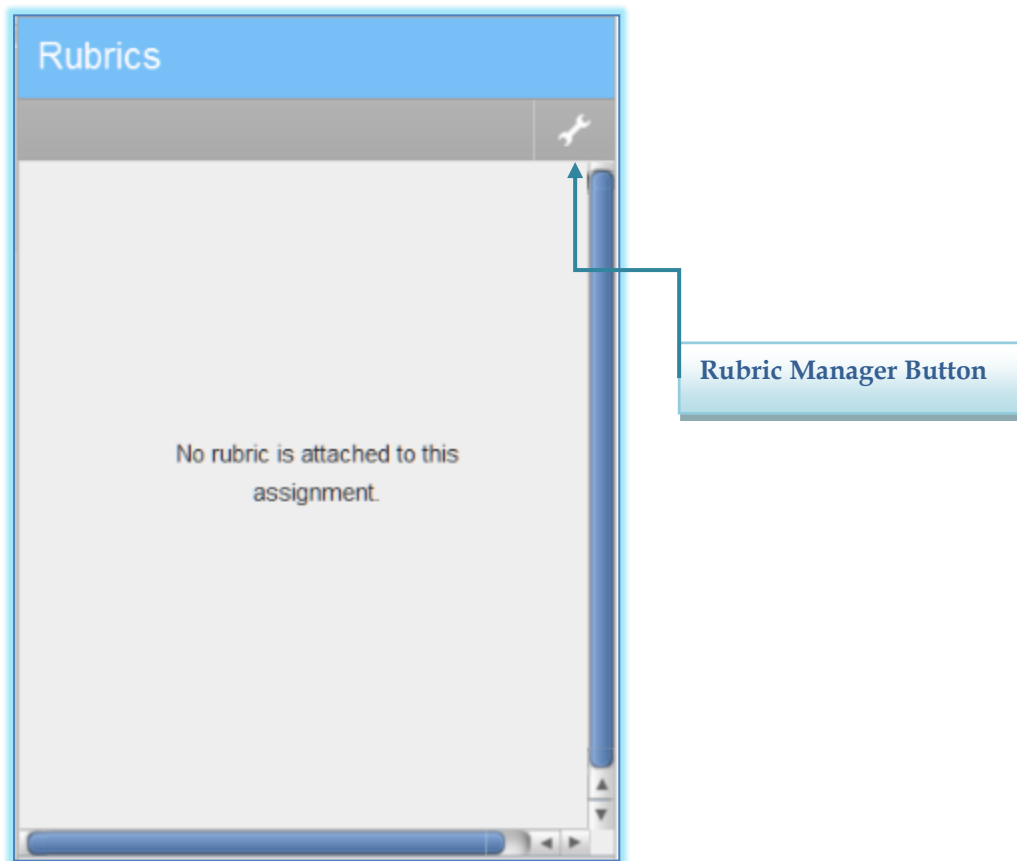 Rubrics
Rubric Manager Button
No rubric is attached to this
assignment.